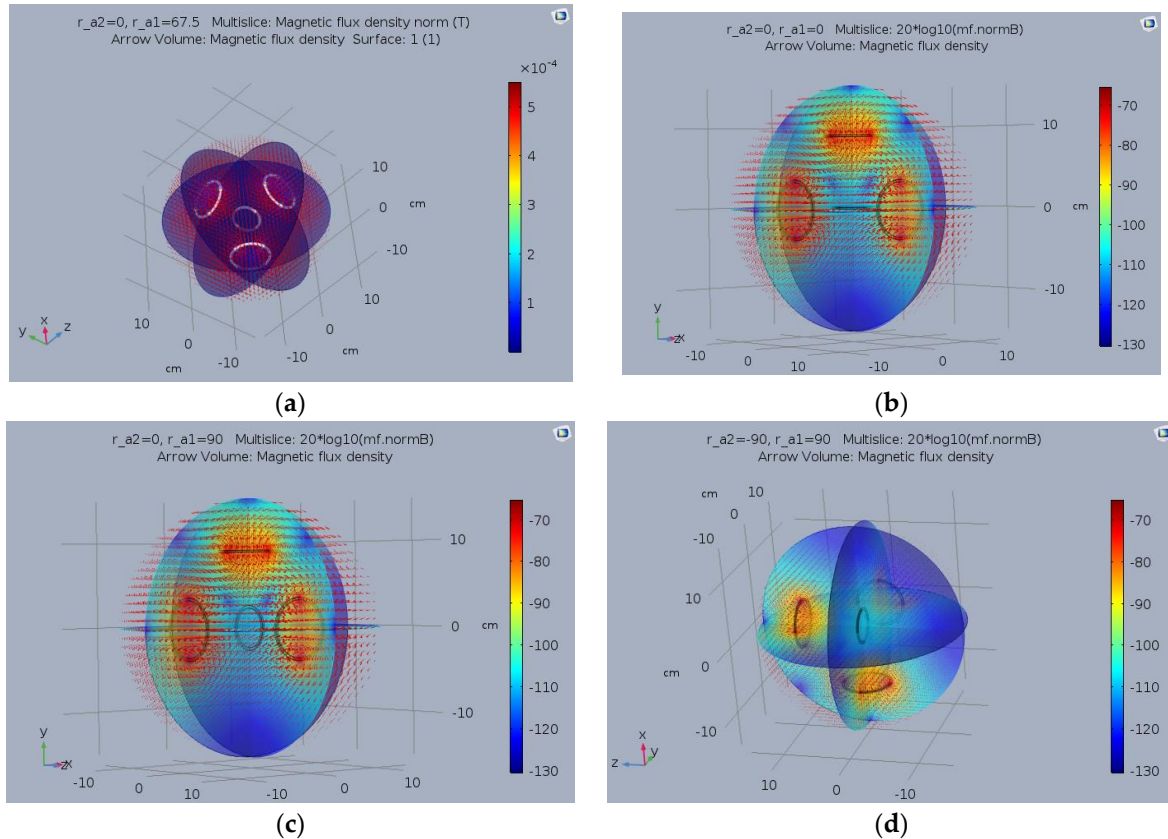 r_a2=0, r_a1=67.5 Multislice: Magnetic flux density norm (T)
Arrow Volume: Magnetic flux density Surface: 1 (1)
×10⁻⁴
5
4
3
2
1
10
0
cm
-10
10
0
cm
-10
10
0
-10
cm
y x z
(a)
r_a2=0, r_a1=0 Multislice: 20*log10(mf.normB)
Arrow Volume: Magnetic flux density
-70
-80
-90
-100
-110
-120
-130
10
0 cm
-10
y
z x
-10 0 10 -10 0 10
(b)
r_a2=0, r_a1=90 Multislice: 20*log10(mf.normB)
Arrow Volume: Magnetic flux density
-70
-80
-90
-100
-110
-120
-130
10
cm
0
-10
y
z x
-10 0 10 -10 0 10
(c)
r_a2=-90, r_a1=90 Multislice: 20*log10(mf.normB)
Arrow Volume: Magnetic flux density
cm 10
0
-10
10 0 -10
10
0
cm
0
-10
x
y
z
10 0 -10
-70
-80
-90
-100
-110
-120
-130
(d)